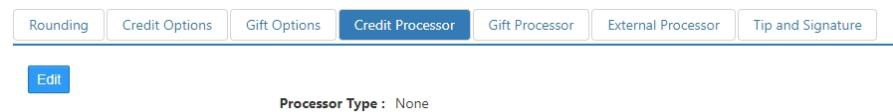 Rounding Credit Options Gift Options Credit Processor Gift Processor External Processor Tip and Signature
Edit
Processor Type : None